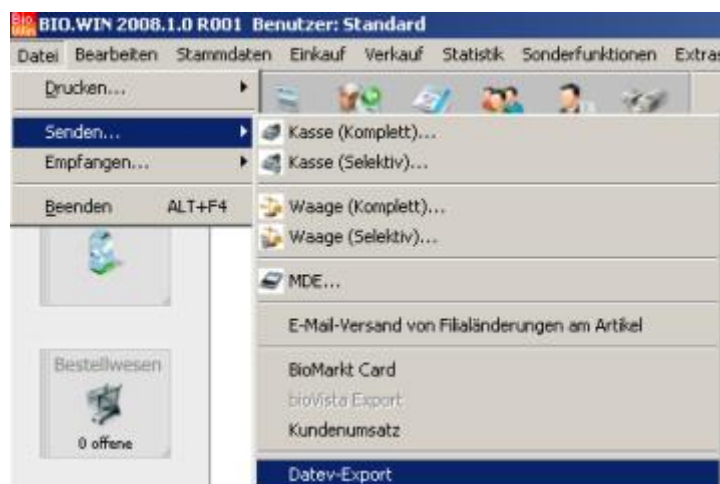 Bio. Win BIO.WIN 2008.1.0 R001 Benutzer: Standard
Datei Bearbeiten Stammdaten Einkauf Verkauf Statistik Sonderfunktionen Extras
Drucken...
Senden...
Empfangen...
Beenden ALT+F4
Kasse (Komplett)...
Kasse (Selektiv)...
Waage (Komplett)...
Waage (Selektiv)...
MDE...
E-Mail-Versand von Filialänderungen am Artikel
BioMarkt Card
bioVista Export
Kundenumsatz
Datev-Export
Bestellwesen
0 offene